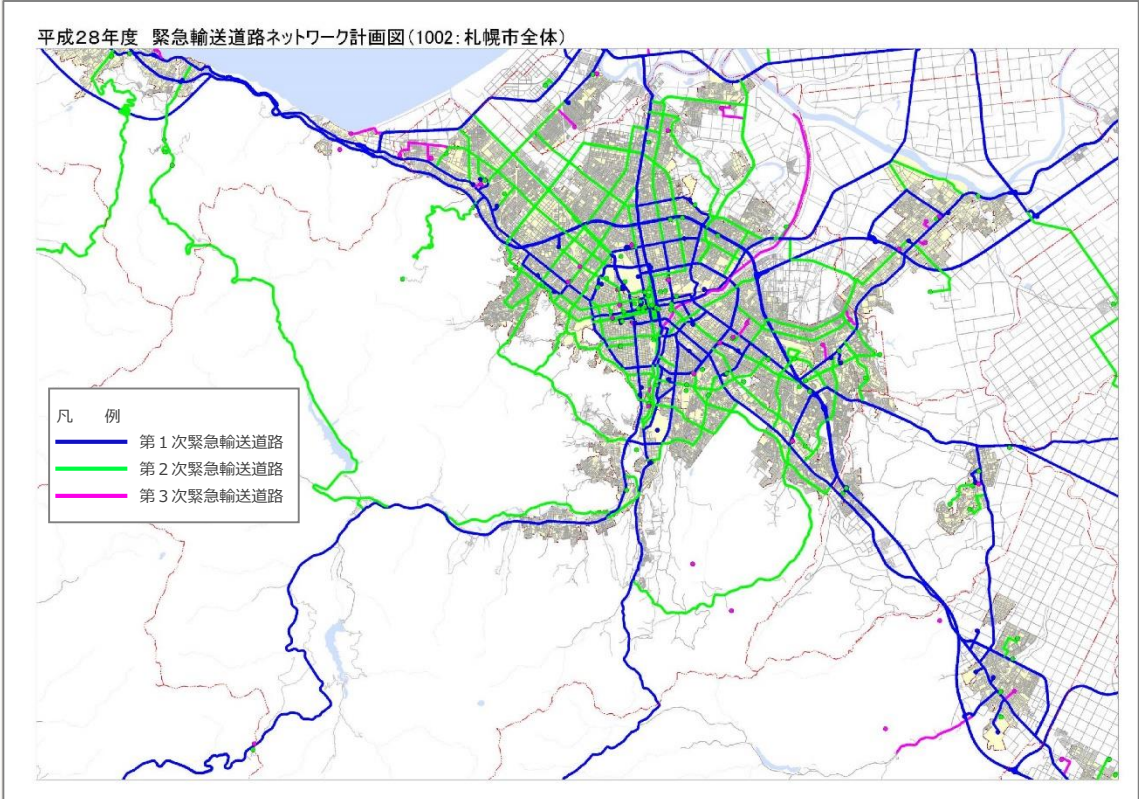 平成28年度 緊急輸送道路ネットワーク計画図(1002:札幌市全体)
凡 例
第1次緊急輸送道路
第2次緊急輸送道路
第3次緊急輸送道路